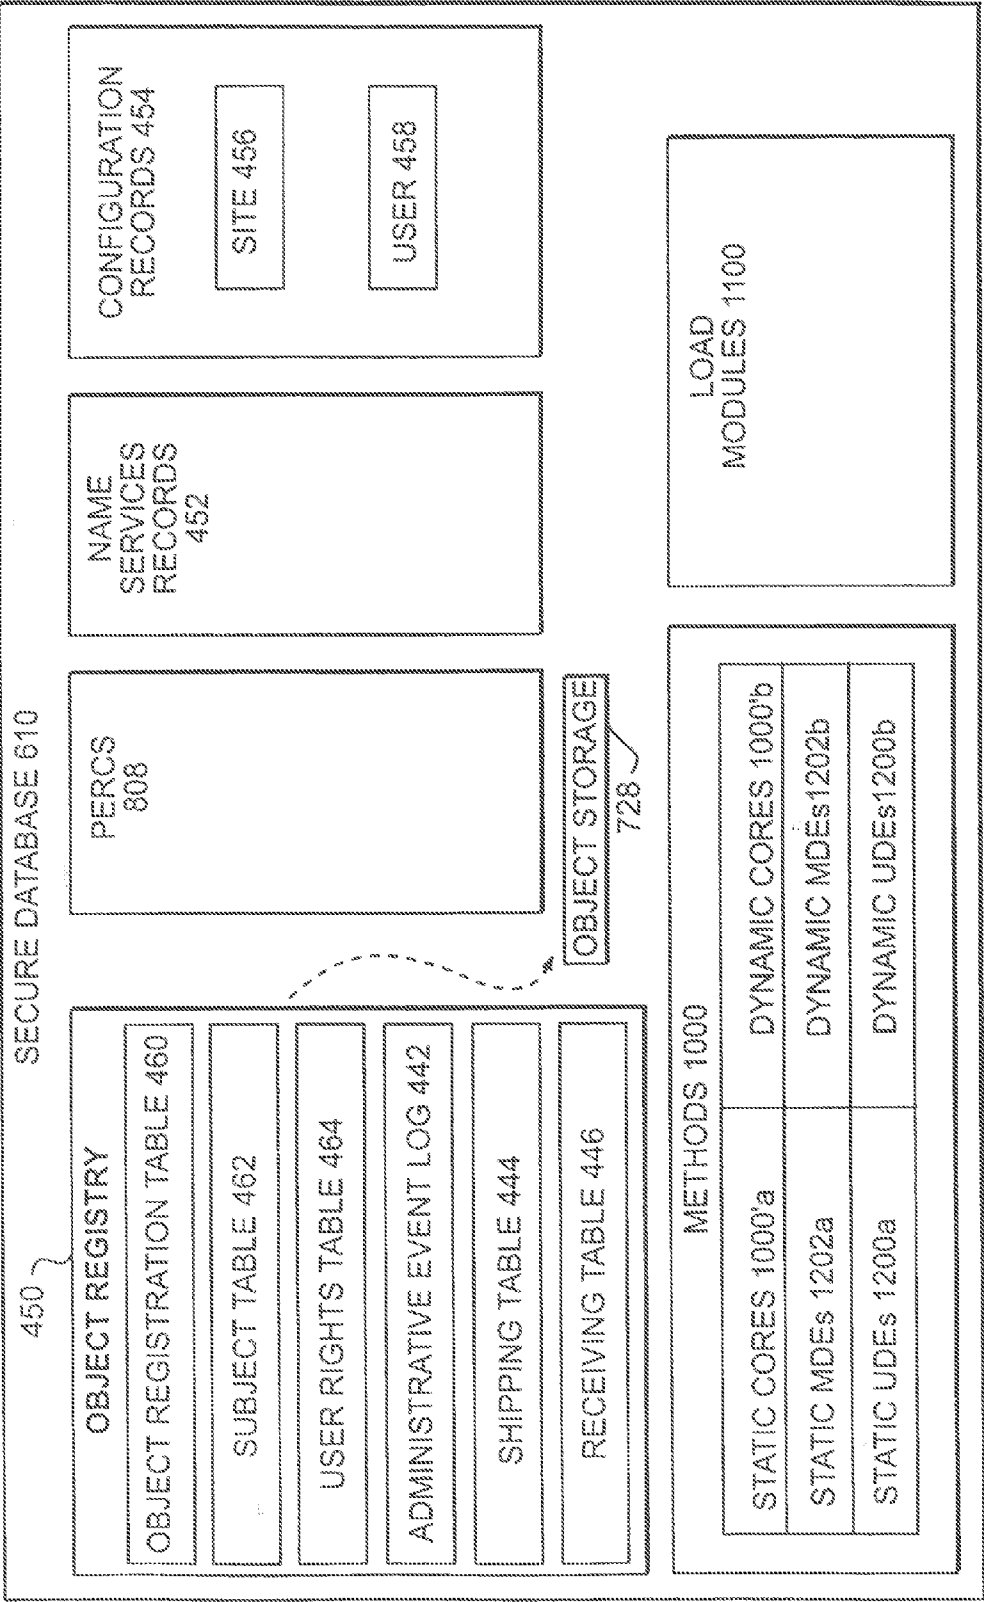 SECURE DATABASE 610
450
OBJECT REGISTRY
OBJECT REGISTRATION TABLE 460
SUBJECT TABLE 462
USER RIGHTS TABLE 464
ADMINISTRATIVE EVENT LOG 442
SHIPPING TABLE 444
RECEIVING TABLE 446
PERCS
808
NAME
SERVICES
RECORDS
452
CONFIGURATION
RECORDS 454
SITE 456
USER 458
OBJECT STORAGE
728
METHODS 1000
STATIC CORES 1000'a
DYNAMIC CORES 1000'b
STATIC MDEs 1202a
DYNAMIC MDEs1202b
STATIC UDEs 1200a
DYNAMIC UDEs1200b
LOAD
MODULES 1100